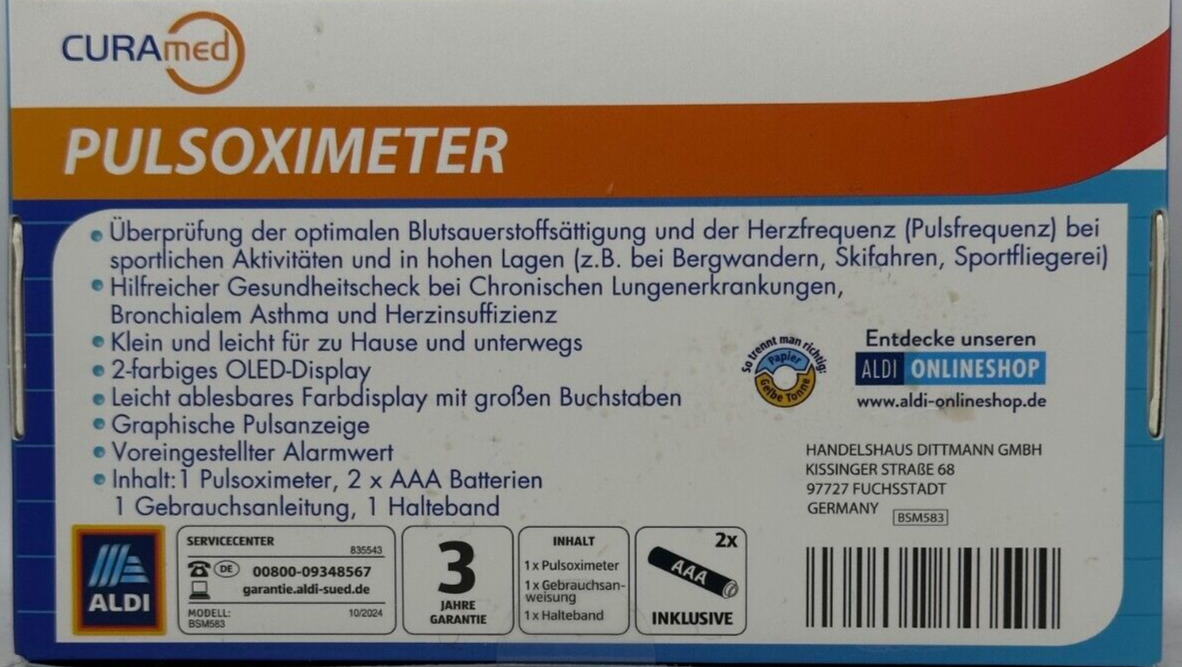 CURAmed
PULSOXIMETER
• Überprüfung der optimalen Blutsauerstoffsättigung und der Herzfrequenz (Pulsfrequenz) bei
sportlichen Aktivitäten und in hohen Lagen (z.B. bei Bergwandern, Skifahren, Sportfliegerei)
• Hilfreicher Gesundheitscheck bei Chronischen Lungenerkrankungen,
Bronchialem Asthma und Herzinsuffizienz
• Klein und leicht für zu Hause und unterwegs
• 2-farbiges OLED-Display
• Leicht ablesbares Farbdisplay mit großen Buchstaben
• Graphische Pulsanzeige
• Voreingestellter Alarmwert
• Inhalt: 1 Pulsoximeter, 2 x AAA Batterien
1 Gebrauchsanleitung, 1 Halteband
So trennt man richtig:
Papier
Gelbe Tonne
Entdecke unseren
ALDI ONLINESHOP
www.aldi-onlineshop.de
HANDELSHAUS DITTMANN GMBH
KISSINGER STRAßE 68
97727 FUCHSSTADT
GERMANY BSM583
ALDI
SERVICECENTER
835543
DE 00800-09348567
garantie.aldi-sued.de
MODELL: 10/2024
BSM583
3
JAHRE
GARANTIE
INHALT
1 x Pulsoximeter
1 x Gebrauchsan-
weisung
1 x Halteband
2x
AAA
INKLUSIVE